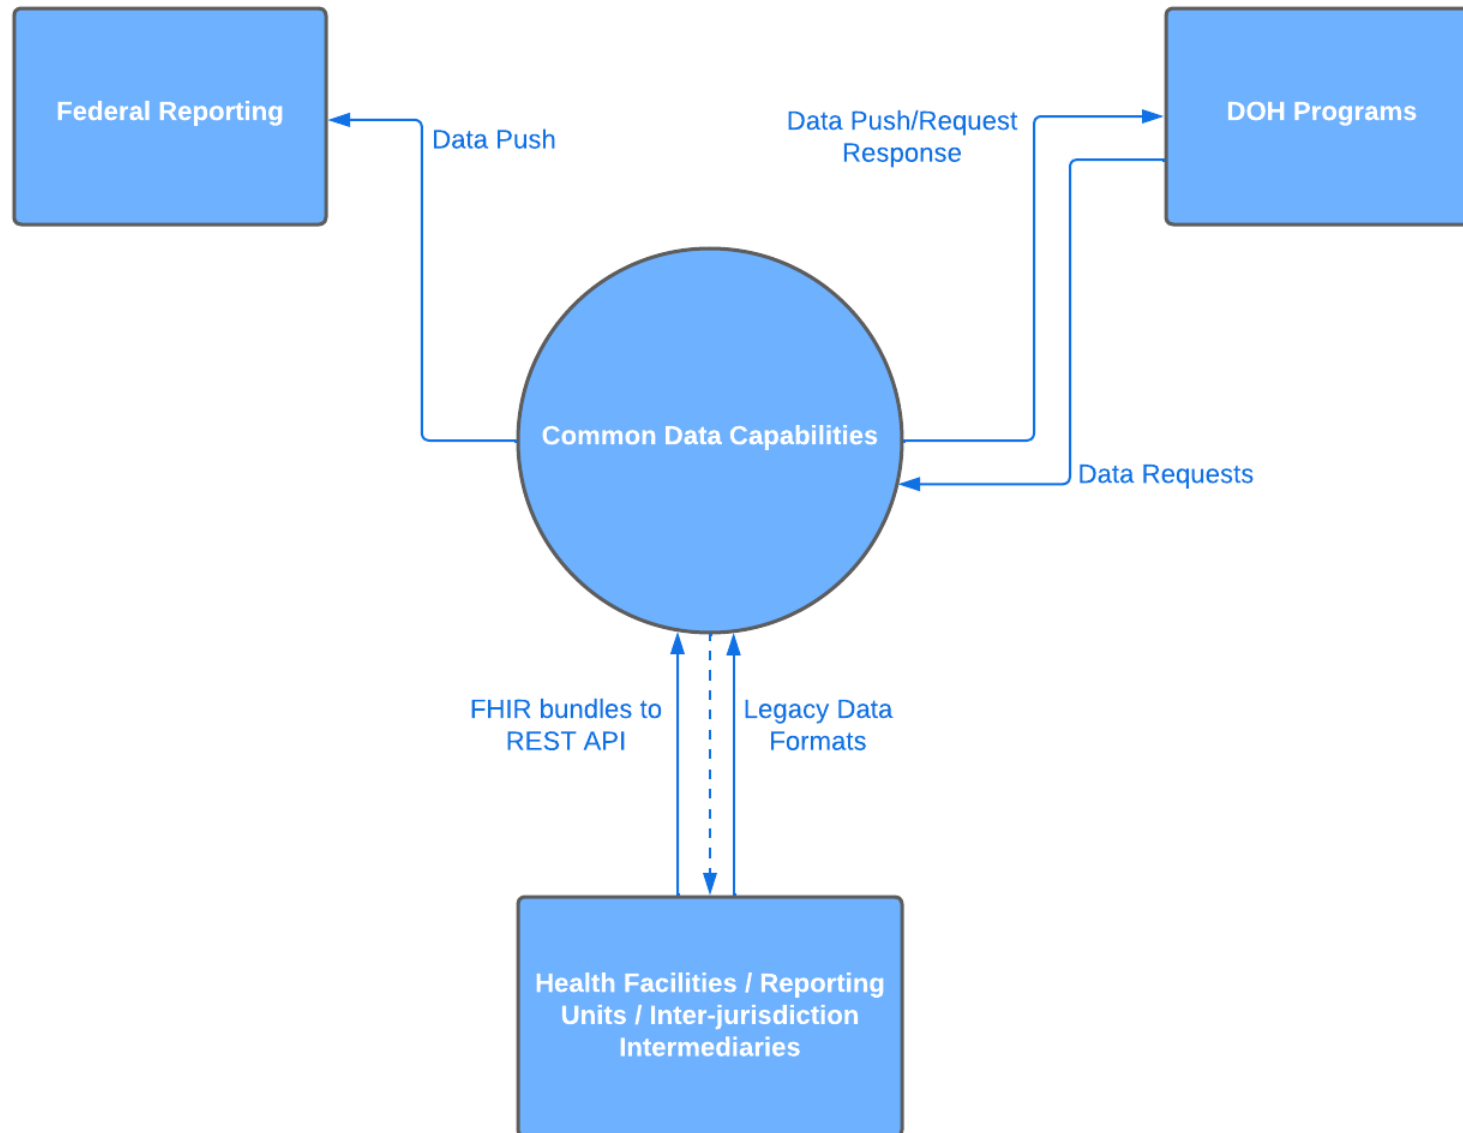 Federal Reporting
DOH Programs
Data Push
Data Push/Request
Response
Common Data Capabilities
Data Requests
FHIR bundles to
REST API
Legacy Data
Formats
Health Facilities / Reporting
Units / Inter-jurisdiction
Intermediaries